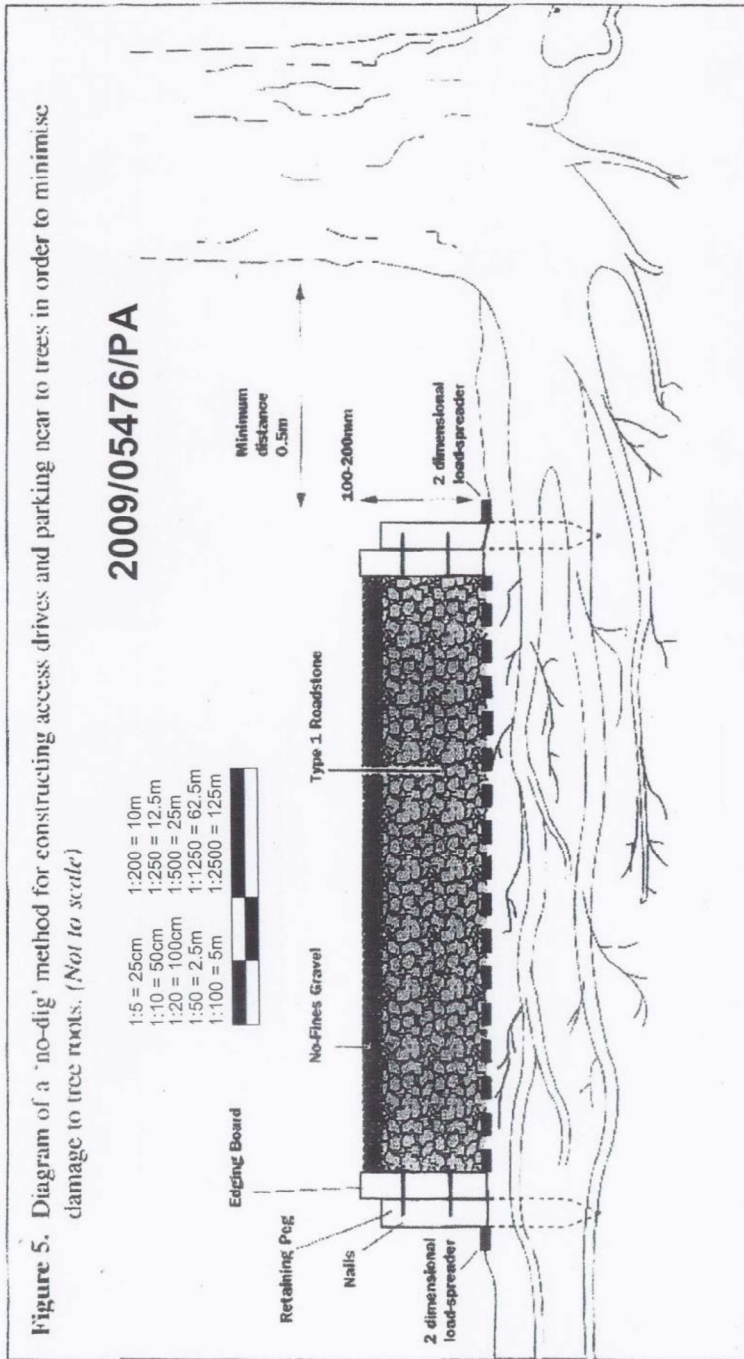 Figure 5. Diagram of a 'no-dig' method for constructing access drives and parking near to trees in order to minimise
damage to tree roots. (Not to scale)
2009/05476/PA
1:5 = 25cm
1:10 = 50cm
1:20 = 100cm
1:50 = 2.5m
1:100 = 5m
1:200 = 10m
1:250 = 12.5m
1:500 = 25m
1:1250 = 62.5m
1:2500 = 125m
Minimum
distance
0.5m
Edging Board
No-Fines Gravel
Type 1 Roadstone
100-200mm
Retaining Peg
Nails
2 dimensional
load-spreader
2 dimensional
load-spreader